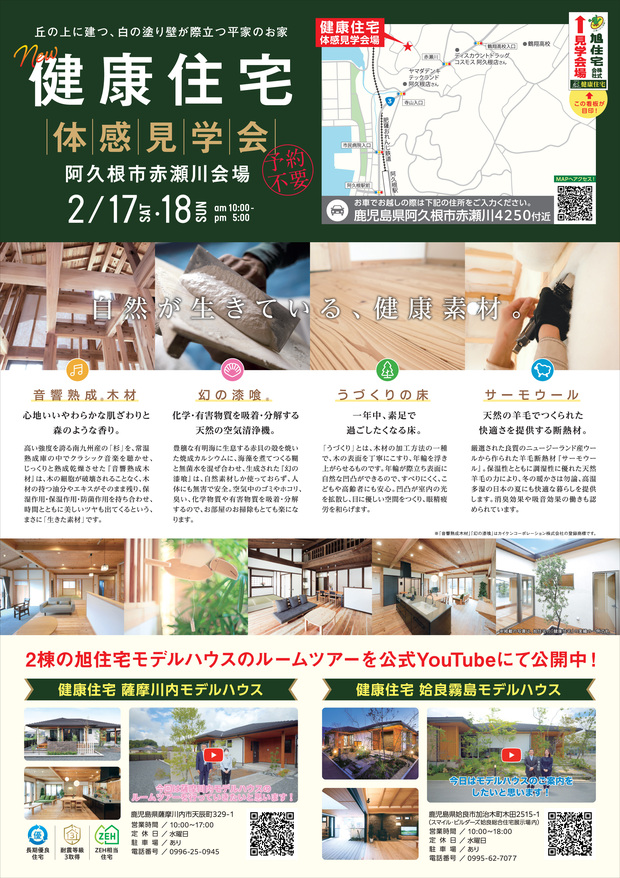 丘の上に建つ、白の塗り壁が際立つ平家のお家
New
健康住宅
体感見学会
予約
不要
阿久根市赤瀬川会場
2/17 SAT・18 SUN am10:00-
pm 5:00
健康住宅
体感見学会場
赤瀬川
鶴翔高校入口
鶴翔高校
ディスカウントドラッグ
コスモス 阿久根店さん
ヤマダデンキ
テックランド
阿久根店さん
寺山入口
3
肥薩おれんじ鉄道
市民病院入口
阿久根駅
阿久根駅前
見学会場
旭住宅
株式会社
健康住宅
この看板が
目印!
MAPへアクセス!
お車でお越しの際は下記の住所をご入力ください。
鹿児島県阿久根市赤瀬川4250付近
自然が生きている、健康素材。
音響熟成®木材
心地いいやわらかな肌ざわりと
森のような香り。
高い強度を誇る南九州産の「杉」を、常温
熟成庫の中でクラシック音楽を聴かせ、
じっくりと熟成乾燥させた『音響熟成木
材』は、木の細胞が破壊されることなく、木
材の持つ油分やエキスがそのまま残り、保
湿作用・保温作用・防菌作用を持ち合わせ、
時間とともに美しいツヤも出てくるという、
まさに「生きた素材」です。
幻の漆喰®
化学・有害物質を吸着・分解する
天然の空気清浄機。
豊穣な有明海に生息する赤貝の殻を焼い
た焼成カルシウムに、海藻を煮てつくる糊
と無菌水を混ぜ合わせ、生成された『幻の
漆喰』は、自然素材しか使っておらず、人
体にも無害で安全。空気中のゴミやホコリ、
臭い、化学物質や有害物質を吸着・分解
するので、お部屋のお掃除もとても楽にな
ります。
うづくりの床
一年中、素足で
過ごしたくなる床。
「うづくり」とは、木材の加工方法の一種
で、木の表面を丁寧にこすり、年輪を浮き
上がらせるものです。年輪が際立ち表面に
自然な凹凸ができるので、すべりにくく、こ
どもや高齢者にも安心。凹凸が室内の光
を拡散し、目に優しい空間をつくり、眼精疲
労を和らげます。
サーモウール
天然の羊毛でつくられた
快適さを提供する断熱材。
厳選された良質のニュージーランド産ウー
ルから作られた羊毛断熱材「サーモウー
ル」。保温性とともに調湿性に優れた天然
羊毛の力により、冬の暖かさは勿論、高温
多湿の日本の夏にも快適な暮らしを提供
します。消臭効果や吸音効果の働きも認
められています。
※「音響熟成木材」「幻の漆喰」はカイケンコーポレーション株式会社の登録商標です。
2棟の旭住宅モデルハウスのルームツアーを公式YouTubeにて公開中!
健康住宅 薩摩川内モデルハウス
長期優良
住宅
耐震等級
3取得
ZEH
ZEH相当
住宅
鹿児島県薩摩川内市天辰町329-1
営業時間 / 10:00〜17:00
定休日 / 水曜日
駐車場 / あり
電話番号 / 0996-25-0945
健康住宅 姶良霧島モデルハウス
今日はモデルハウスのご案内を
したいと思います!
鹿児島県姶良市加治木町木田2515-1
(スマイル・ビルダーズ姶良総合住宅展示場内)
営業時間 / 10:00〜18:00
定休日 / 水曜日
駐車場 / あり
電話番号 / 0995-62-7077